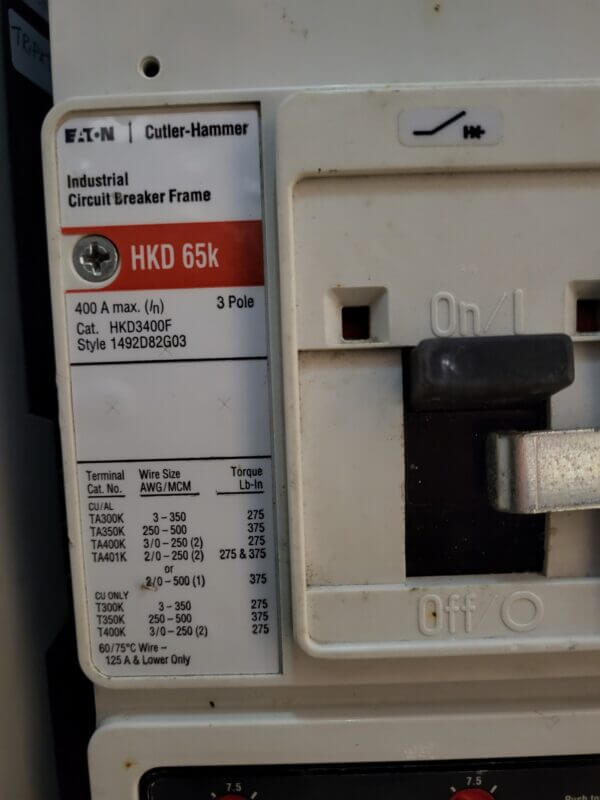 TRiPac
EATON | Cutler-Hammer
Industrial
Circuit Breaker Frame
HKD 65k
400 A max. (In) 3 Pole
Cat. HKD3400F
Style 1492D82G03
Terminal Wire Size Torque
Cat. No. AWG/MCM Lb-In
CU/AL
TA300K 3-350 275
TA350K 250-500 375
TA400K 3/0-250 (2) 275
TA401K 2/0-250 (2) 275 & 375
or
2/0-500 (1) 375
CU ONLY
T300K 3-350 275
T350K 250-500 375
T400K 3/0-250 (2) 275
60/75°C Wire –
125 A & Lower Only
On/I
Off/O
7.5
7.5
Push to